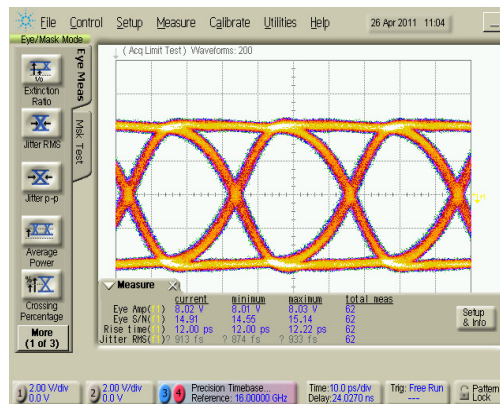 File Control Setup Measure Calibrate Utilities Help 26 Apr 2011 11:04
Eye/Mask Mode
( Acq Limit Test ) Waveforms: 200
Eye Meas
Msk Test
Extinction
Ratio
Jitter RMS
Jitter p-p
Average
Power
Crossing
Percentage
More
(1 of 3)
Measure
current minimum maximum total meas
Eye Amp( ) 8.02 V 8.01 V 8.03 V 62
Eye S/N( ) 14.91 14.55 15.14 62
Rise time( ) 12.00 ps 12.00 ps 12.22 ps 62
Jitter RMS( )? 913 fs ? 874 fs ? 933 fs 62
Setup
& Info
1 2.00 V/div
0.0 V
2 2.00 V/div
0.0 V
3 4 Precision Timebase...
Reference: 16.00000 GHz
Time:10.0 ps/div
Delay:24.0270 ns
Trig: Free Run
---
Pattern
Lock